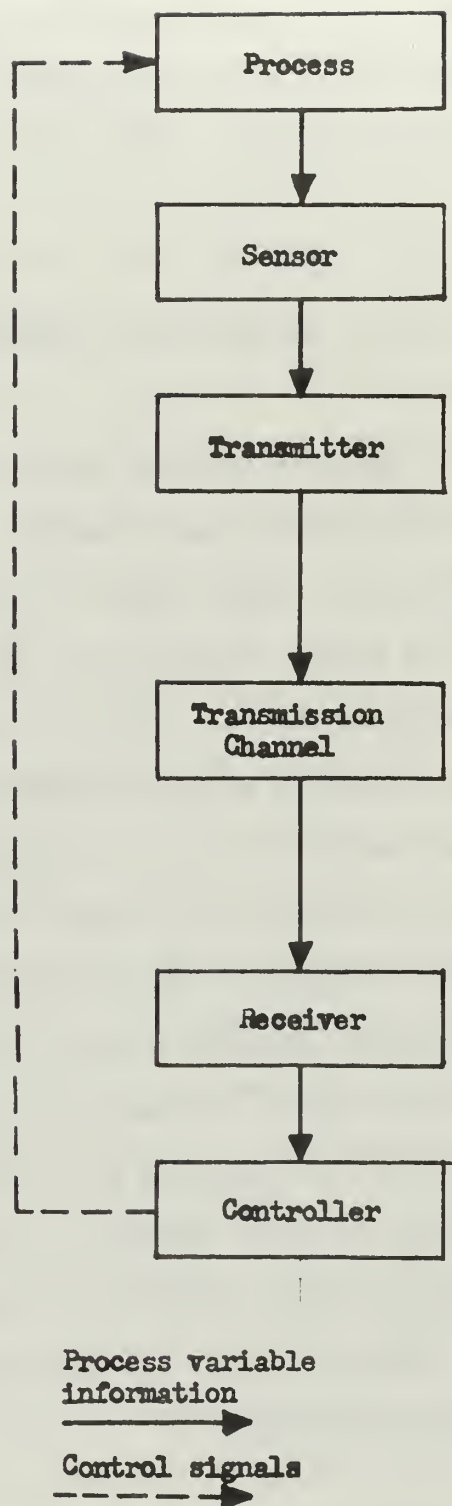 Process
Sensor
Transmitter
Transmission
Channel
Receiver
Controller
Process variable
information
Control signals